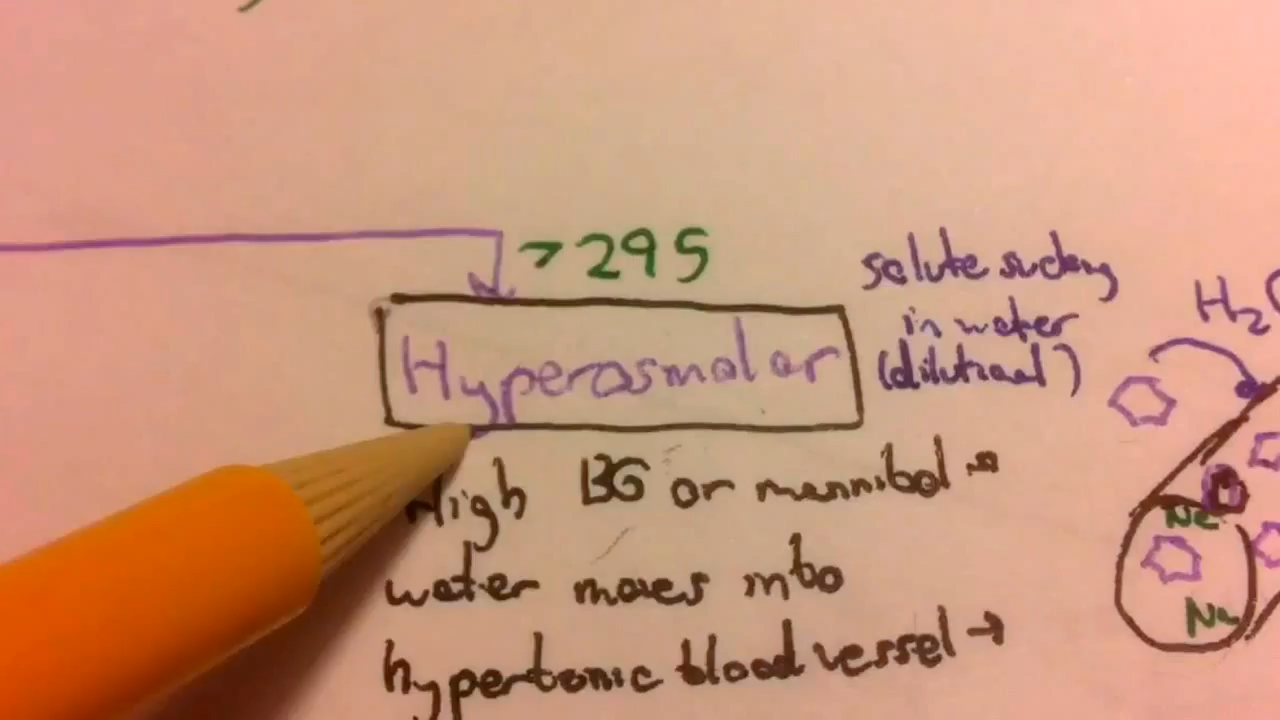 >295
solute sucking
in water
(dilutional)
H₂
Hyperosmolar
High BG or mannitol →
water moves into
hypertonic blood vessel →
Na
Na